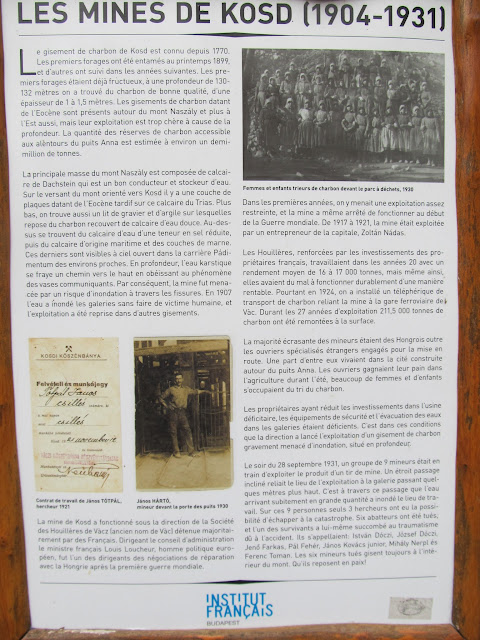 LES MINES DE KOSD (1904-1931)
Le gisement de charbon de Kosd est connu depuis 1770.
Les premiers forages ont été entamés au printemps 1899,
et d'autres ont suivi dans les années suivantes. Les pre-
miers forages étaient déjà fructueux, à une profondeur de 130-
132 mètres on a trouvé du charbon de bonne qualité, d'une
épaisseur de 1 à 1,5 mètres. Les gisements de charbon datant
de l'Eocène sont présents autour du mont Naszály et plus à
l'Est aussi, mais leur exploitation est trop chère à cause de la
profondeur. La quantité des réserves de charbon accessible
aux alentours du puits Anna est estimée à environ un demi-
million de tonnes.
La principale masse du mont Naszály est composée de calcai-
re de Dachstein qui est un bon conducteur et stockeur d'eau.
Sur le versant du mont orienté vers Kosd il y a une couche de
plaques datant de l'Eocène tardif sur ce calcaire du Trias. Plus
bas, on trouve aussi un lit de gravier et d'argile sur lesquelles
repose du charbon recouvert de calcaire d'eau douce. Au-des-
sus se trouvent du calcaire d'eau d'une teneur en sel réduite,
puis du calcaire d'origine maritime et des couches de marne.
Ces derniers sont visibles à ciel ouvert dans la carrière Pádi-
mentum des environs proches. En profondeur, l'eau karstique
se fraye un chemin vers le haut en obéissant au phénomène
des vases communicants. Par conséquent, la mine fut mena-
cée par un risque d'inondation à travers les fissures. En 1907
l'eau a inondé les galeries sans faire de victime humaine, et
l'exploitation a été reprise dans d'autres gisements.
KOSDI KŐSZÉNBÁNYA.
Felvételi és munkajegy
Contrat de travail de János TÓTPÁL,
hercheur 1921
János HÁRTÓ,
mineur devant la porte des puits 1930
La mine de Kosd a fonctionné sous la direction de la Société
des Houillères de Vácz (ancien nom de Vác) détenue majoritai-
rement par des Français. Dirigeant le conseil d'administration
le ministre français Louis Loucheur, homme politique euro-
péen, fut l'un des dirigeants des négociations de réparation
avec la Hongrie après la première guerre mondiale.
Femmes et enfants trieurs de charbon devant le parc à déchets, 1930
Dans les premières années, on y menait une exploitation assez
restreinte, et la mine a même arrêté de fonctionner au début
de la Guerre mondiale. De 1917 à 1921, la mine était exploitée
par un entrepreneur de la capitale, Zoltán Nádas.
Les Houillères, renforcées par les investissements des pro-
priétaires français, travaillaient dans les années 20 avec un
rendement moyen de 16 à 17 000 tonnes, mais même ainsi,
elles avaient du mal à fonctionner durablement d'une manière
rentable. Pourtant en 1924, on a installé un téléphérique de
transport de charbon reliant la mine à la gare ferroviaire de
Vác. Durant les 27 années d'exploitation 211,5 000 tonnes de
charbon ont été remontées à la surface.
La majorité écrasante des mineurs étaient des Hongrois outre
les ouvriers spécialisés étrangers engagés pour la mise en
route. Une part d'entre eux vivaient dans la cité construite
autour du puits Anna. Les ouvriers gagnaient leur pain dans
l'agriculture durant l'été, beaucoup de femmes et d'enfants
s'occupaient du tri du charbon.
Les propriétaires ayant réduit les investissements dans l'usine
déficitaire, les équipements de sécurité et l'évacuation des eaux
dans les galeries étaient déficients. C'est dans ces conditions
que la direction a lancé l'exploitation d'un gisement de charbon
gravement menacé d'inondation, situé en profondeur.
Le soir du 28 septembre 1931, un groupe de 9 mineurs était en
train d'exploiter le produit d'un tir de mine. Un étroit passage
incliné reliait le lieu de l'exploitation à la galerie passant quel-
ques mètres plus haut. C'est à travers ce passage que l'eau
arrivant subitement en grande quantité a inondé le lieu de tra-
vail. Sur ces 9 personnes seuls 3 hercheurs ont eu la possi-
bilité d'échapper à la catastrophe. Six abatteurs ont été tués,
et l'un des survivants a lui-même succombé au traumatisme
dû à l'accident. Ils s'appellaient: István Dóczi, József Dóczi,
Jenő Farkas, Pál Fehér, János Kovács junior, Mihály Nerpl és
Ferenc Toman. Les six mineurs tués gisent toujours à l'inté-
rieur du mont. Qu'ils reposent en paix!
INSTITUT
FRANÇAIS
BUDAPEST